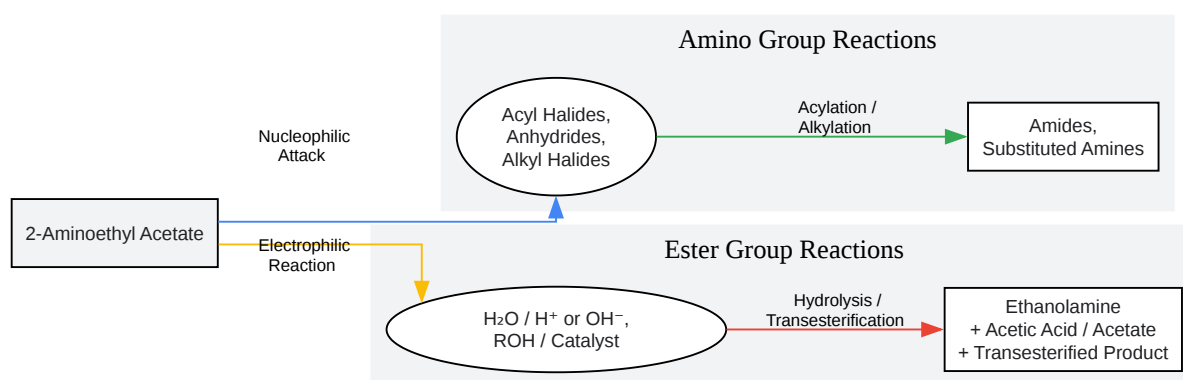 Amino Group Reactions
Acyl Halides,
Anhydrides,
Alkyl Halides
Acylation /
Alkylation
Amides,
Substituted Amines
Nucleophilic
Attack
2-Aminoethyl Acetate
Electrophilic
Reaction
Ester Group Reactions
H₂O / H⁺ or OH⁻,
ROH / Catalyst
Hydrolysis /
Transesterification
Ethanolamine
+ Acetic Acid / Acetate
+ Transesterified Product